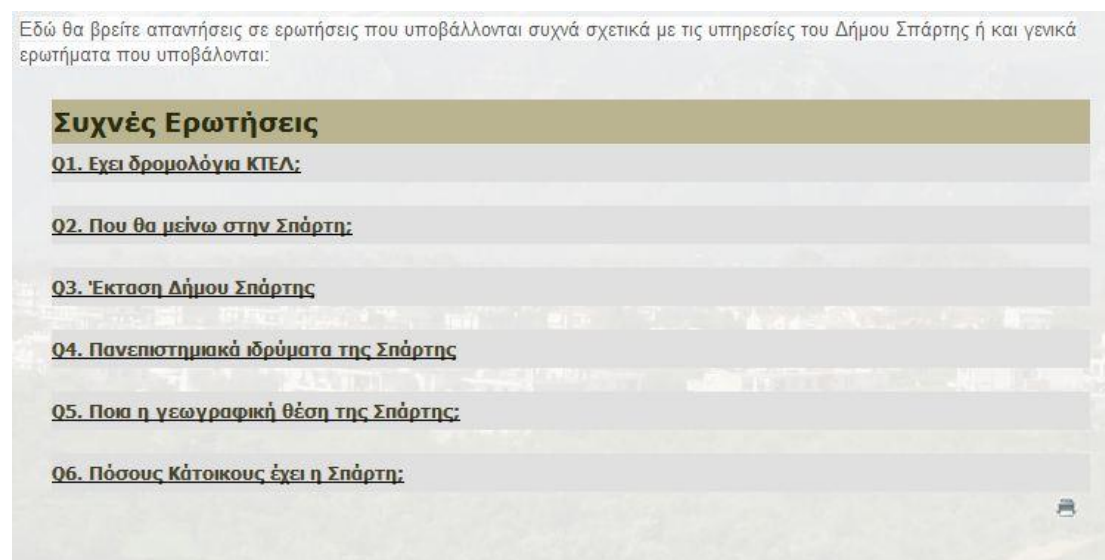 Εδώ θα βρείτε απαντήσεις σε ερωτήσεις που υποβάλλονται συχνά σχετικά με τις υπηρεσίες του Δήμου Σπάρτης ή και γενικά
ερωτήματα που υποβάλονται:
Συχνές Ερωτήσεις
Q1. Εχει δρομολόγια ΚΤΕΛ;
Q2. Που θα μείνω στην Σπάρτη;
Q3. Έκταση Δήμου Σπάρτης
Q4. Πανεπιστημιακά ιδρύματα της Σπάρτης
Q5. Ποια η γεωγραφική θέση της Σπάρτης;
Q6. Πόσους Κάτοικους έχει η Σπάρτη;